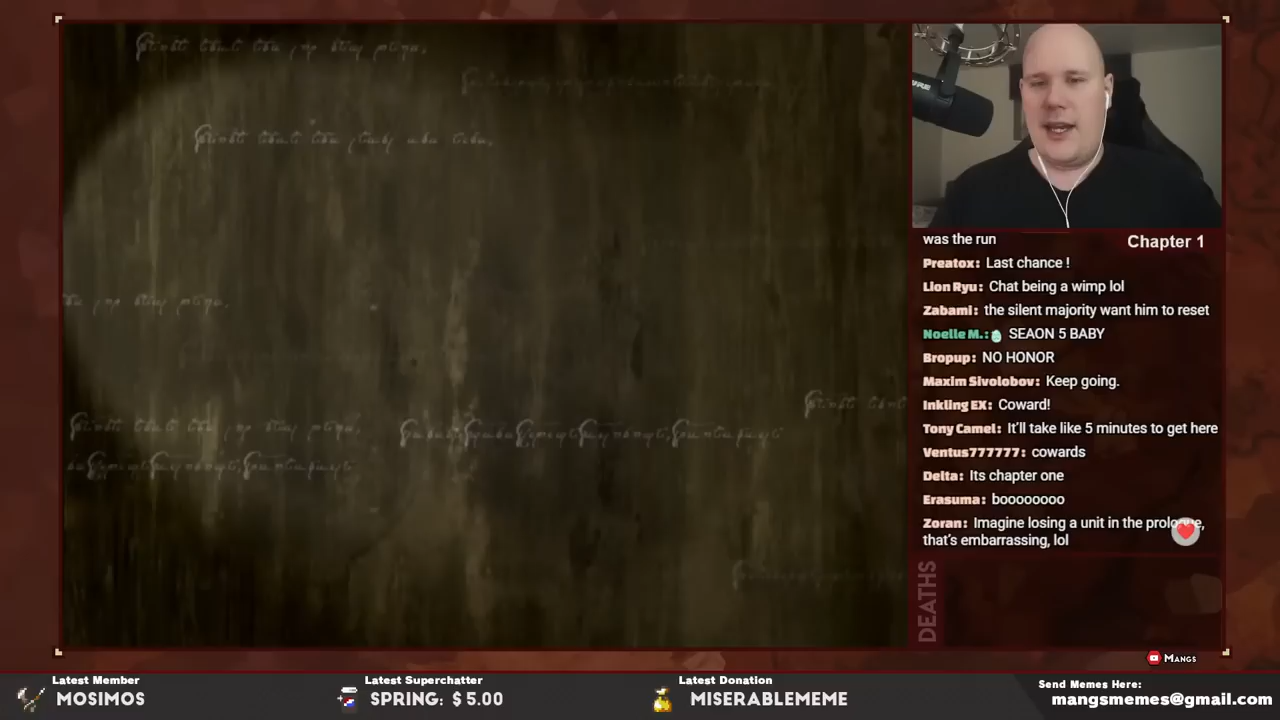 was the run
Chapter 1
Preatox: Last chance !
Lion Ryu: Chat being a wimp lol
Zabami: the silent majority want him to reset
Noelle M.: SEAON 5 BABY
Bropup: NO HONOR
Maxim Sivolobov: Keep going.
Inkling EX: Coward!
Tony Camel: It'll take like 5 minutes to get here
Ventus777777: cowards
Delta: Its chapter one
Erasuma: boooooooo
Zoran: Imagine losing a unit in the prologue,
that's embarrassing, lol
DEATHS
MANGS
Latest Member
MOSIMOS
Latest Superchatter
SPRING: $ 5.00
Latest Donation
MISERABLEMEME
Send Memes Here:
mangsmemes@gmail.com